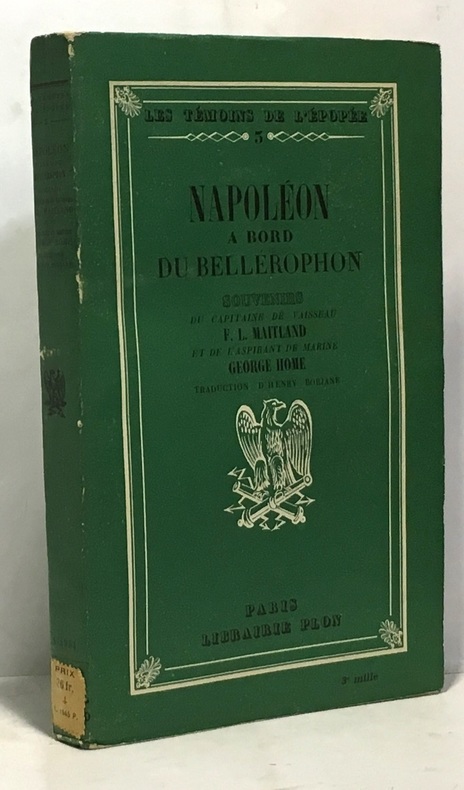 LES TÉMOINS DE L'ÉPOPÉE
5
NAPOLÉON
A BORD
DU BELLEROPHON
SOUVENIRS
DU CAPITAINE DE VAISSEAU
F. L. MAITLAND
ET DE L'ASPIRANT DE MARINE
GEORGE HOME
TRADUCTION D'HENRY BORJANE
PARIS
LIBRAIRIE PLON
3e mille
PRIX